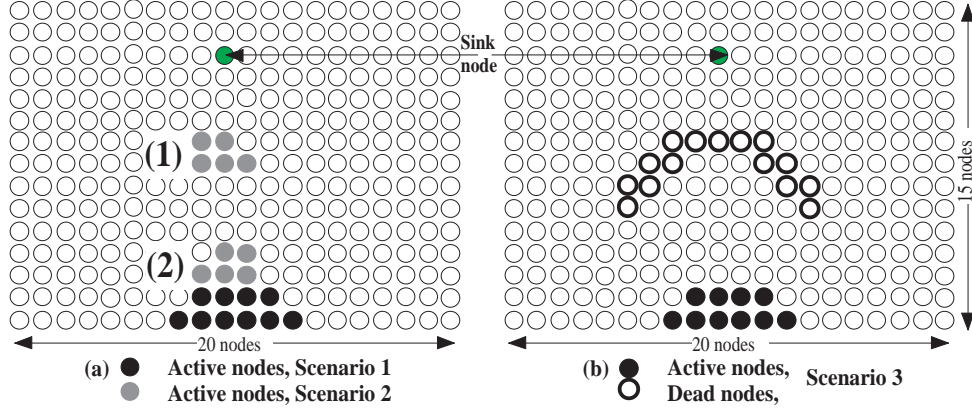 Sink
node
(1)
(2)
15 nodes
20 nodes
20 nodes
(a) Active nodes, Scenario 1
Active nodes, Scenario 2
(b) Active nodes,
Dead nodes,
Scenario 3